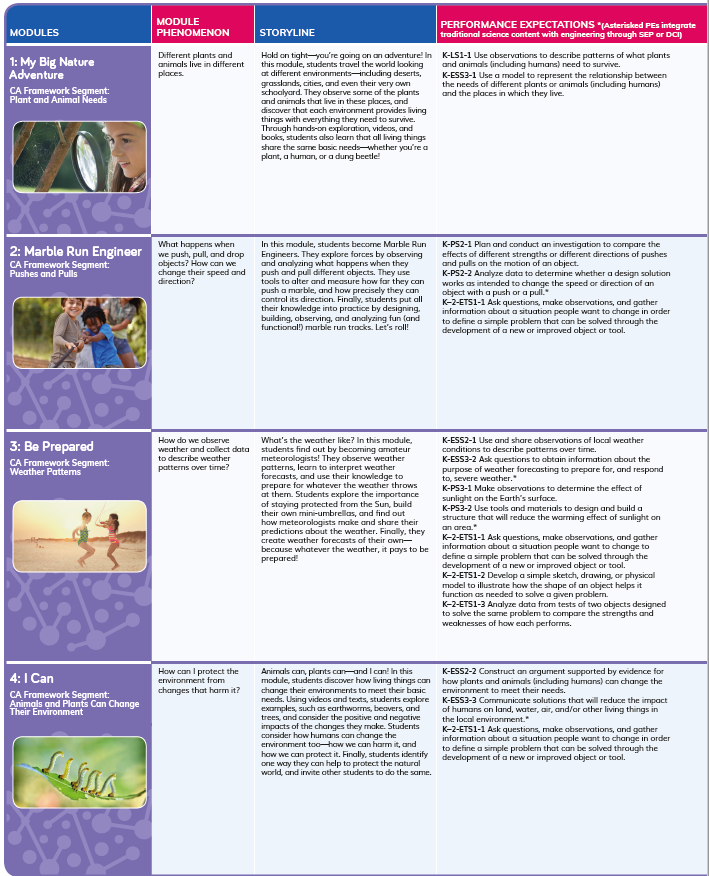 MODULES
MODULE
PHENOMENON
STORYLINE
PERFORMANCE EXPECTATIONS *(Asterisked PEs integrate
traditional science content with engineering through SEP or DCI)
1: My Big Nature
Adventure
CA Framework Segment:
Plant and Animal Needs
Different plants and
animals live in different
places.
Hold on tight—you're going on an adventure! In
this module, students travel the world looking
at different environments—including deserts,
grasslands, cities, and even their very own
schoolyard. They observe some of the plants
and animals that live in these places, and
discover that each environment provides living
things with everything they need to survive.
Through hands-on exploration, videos, and
books, students also learn that all living things
share the same basic needs—whether you're a
plant, a human, or a dung beetle!
K-LS1-1 Use observations to describe patterns of what plants
and animals (including humans) need to survive.
K-ESS3-1 Use a model to represent the relationship between
the needs of different plants or animals (including humans)
and the places in which they live.
2: Marble Run Engineer
CA Framework Segment:
Pushes and Pulls
What happens when
we push, pull, and drop
objects? How can we
change their speed and
direction?
In this module, students become Marble Run
Engineers. They explore forces by observing
and analyzing what happens when they
push and pull different objects. They use
tools to alter and measure how far they can
push a marble, and how precisely they can
control its direction. Finally, students put all
their knowledge into practice by designing,
building, observing, and analyzing fun (and
functional!) marble run tracks. Let's roll!
K-PS2-1 Plan and conduct an investigation to compare the
effects of different strengths or different directions of pushes
and pulls on the motion of an object.
K-PS2-2 Analyze data to determine whether a design solution
works as intended to change the speed or direction of an
object with a push or a pull.*
K–2-ETS1-1 Ask questions, make observations, and gather
information about a situation people want to change in order
to define a simple problem that can be solved through the
development of a new or improved object or tool.
3: Be Prepared
CA Framework Segment:
Weather Patterns
How do we observe
weather and collect data
to describe weather
patterns over time?
What's the weather like? In this module,
students find out by becoming amateur
meteorologists! They observe weather
patterns, learn to interpret weather
forecasts, and use their knowledge to
prepare for whatever the weather throws
at them. Students explore the importance
of staying protected from the Sun, build
their own mini-umbrellas, and find out
how meteorologists make and share their
predictions about the weather. Finally, they
create weather forecasts of their own—
because whatever the weather, it pays to be
prepared!
K-ESS2-1 Use and share observations of local weather
conditions to describe patterns over time.
K-ESS3-2 Ask questions to obtain information about the
purpose of weather forecasting to prepare for, and respond
to, severe weather.*
K-PS3-1 Make observations to determine the effect of
sunlight on the Earth's surface.
K-PS3-2 Use tools and materials to design and build a
structure that will reduce the warming effect of sunlight on
an area.*
K–2-ETS1-1 Ask questions, make observations, and gather
information about a situation people want to change to
define a simple problem that can be solved through the
development of a new or improved object or tool.
K–2-ETS1-2 Develop a simple sketch, drawing, or physical
model to illustrate how the shape of an object helps it
function as needed to solve a given problem.
K–2-ETS1-3 Analyze data from tests of two objects designed
to solve the same problem to compare the strengths and
weaknesses of how each performs.
4: I Can
CA Framework Segment:
Animals and Plants Can Change
Their Environment
How can I protect the
environment from
changes that harm it?
Animals can, plants can—and I can! In this
module, students discover how living things can
change their environments to meet their basic
needs. Using videos and texts, students explore
examples, such as earthworms, beavers, and
trees, and consider the positive and negative
impacts of the changes they make. Students
consider how humans can change the
environment too—how we can harm it, and
how we can protect it. Finally, students identify
one way they can help to protect the natural
world, and invite other students to do the same.
K-ESS2-2 Construct an argument supported by evidence for
how plants and animals (including humans) can change the
environment to meet their needs.
K-ESS3-3 Communicate solutions that will reduce the impact
of humans on land, water, air, and/or other living things in
the local environment.*
K–2-ETS1-1 Ask questions, make observations, and gather
information about a situation people want to change in order
to define a simple problem that can be solved through the
development of a new or improved object or tool.